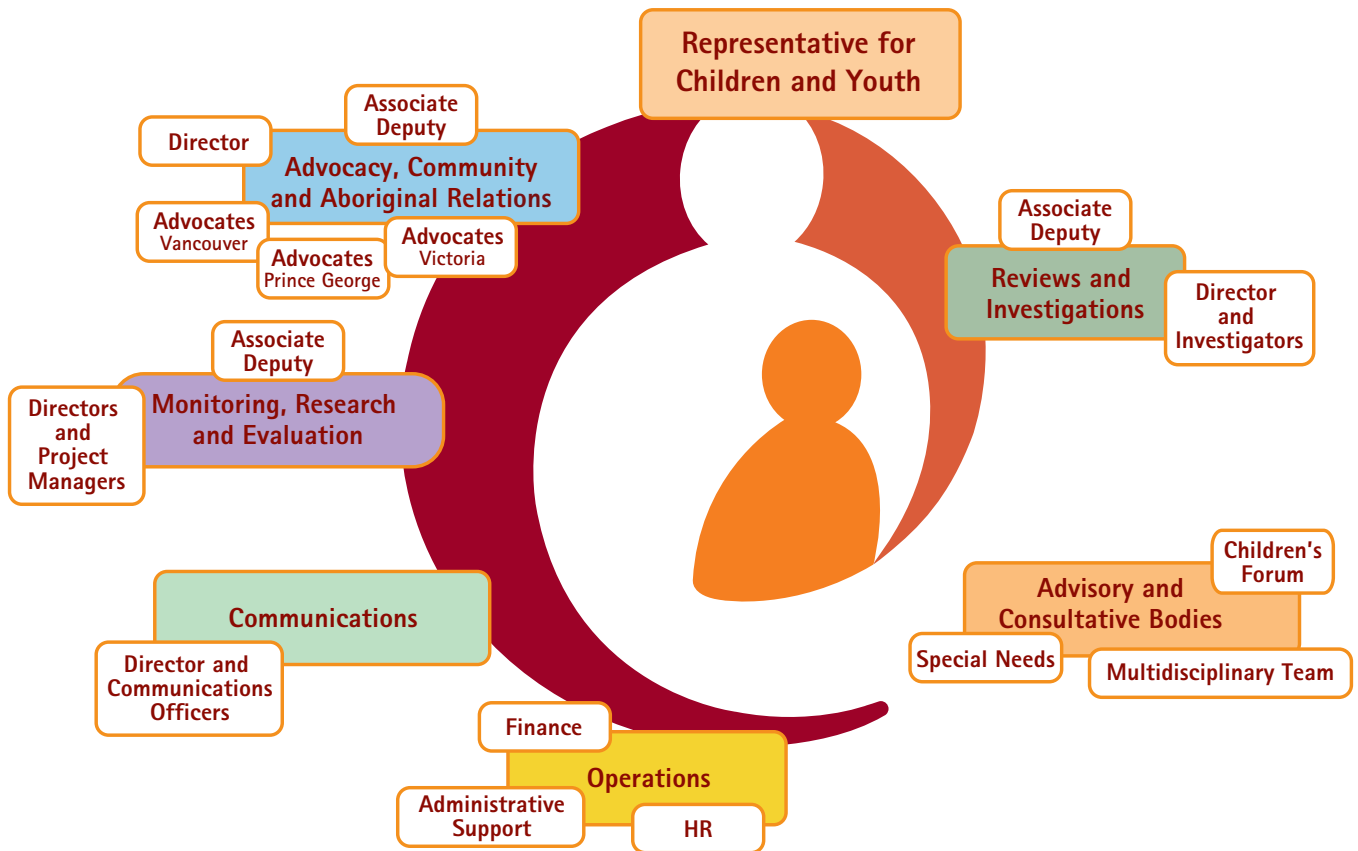 Representative for
Children and Youth
Associate
Deputy
Director
Advocacy, Community
and Aboriginal Relations
Advocates
Vancouver
Advocates
Prince George
Advocates
Victoria
Associate
Deputy
Reviews and
Investigations
Director
and
Investigators
Associate
Deputy
Monitoring, Research
and Evaluation
Directors
and
Project
Managers
Children's
Forum
Advisory and
Consultative Bodies
Special Needs
Multidisciplinary Team
Communications
Director and
Communications
Officers
Finance
Operations
Administrative
Support
HR